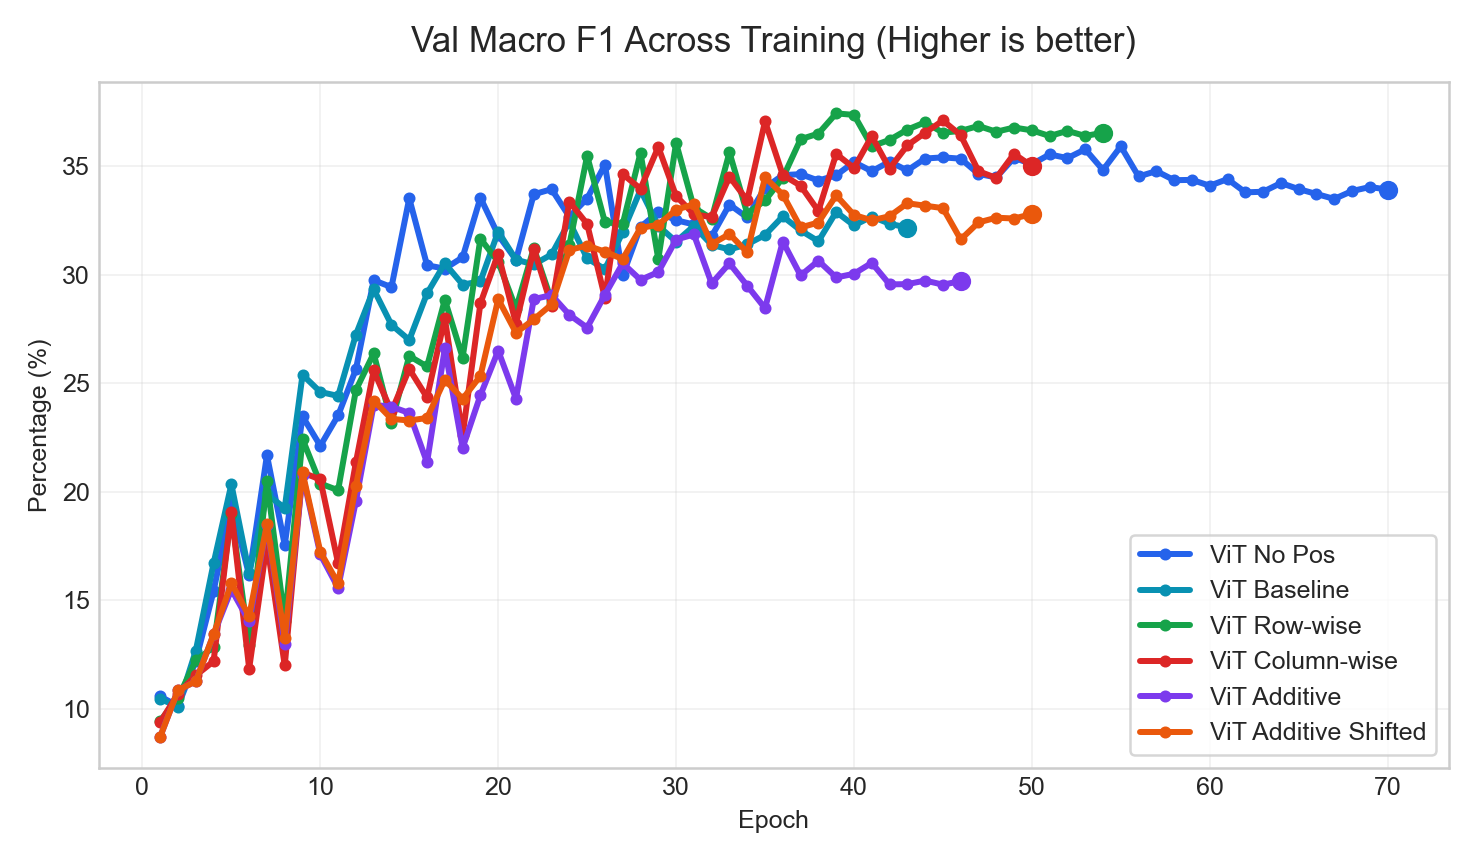 Val Macro F1 Across Training (Higher is better)
Percentage (%)
35
30
25
20
15
10
0 10 20 30 40 50 60 70
Epoch
ViT No Pos
ViT Baseline
ViT Row-wise
ViT Column-wise
ViT Additive
ViT Additive Shifted